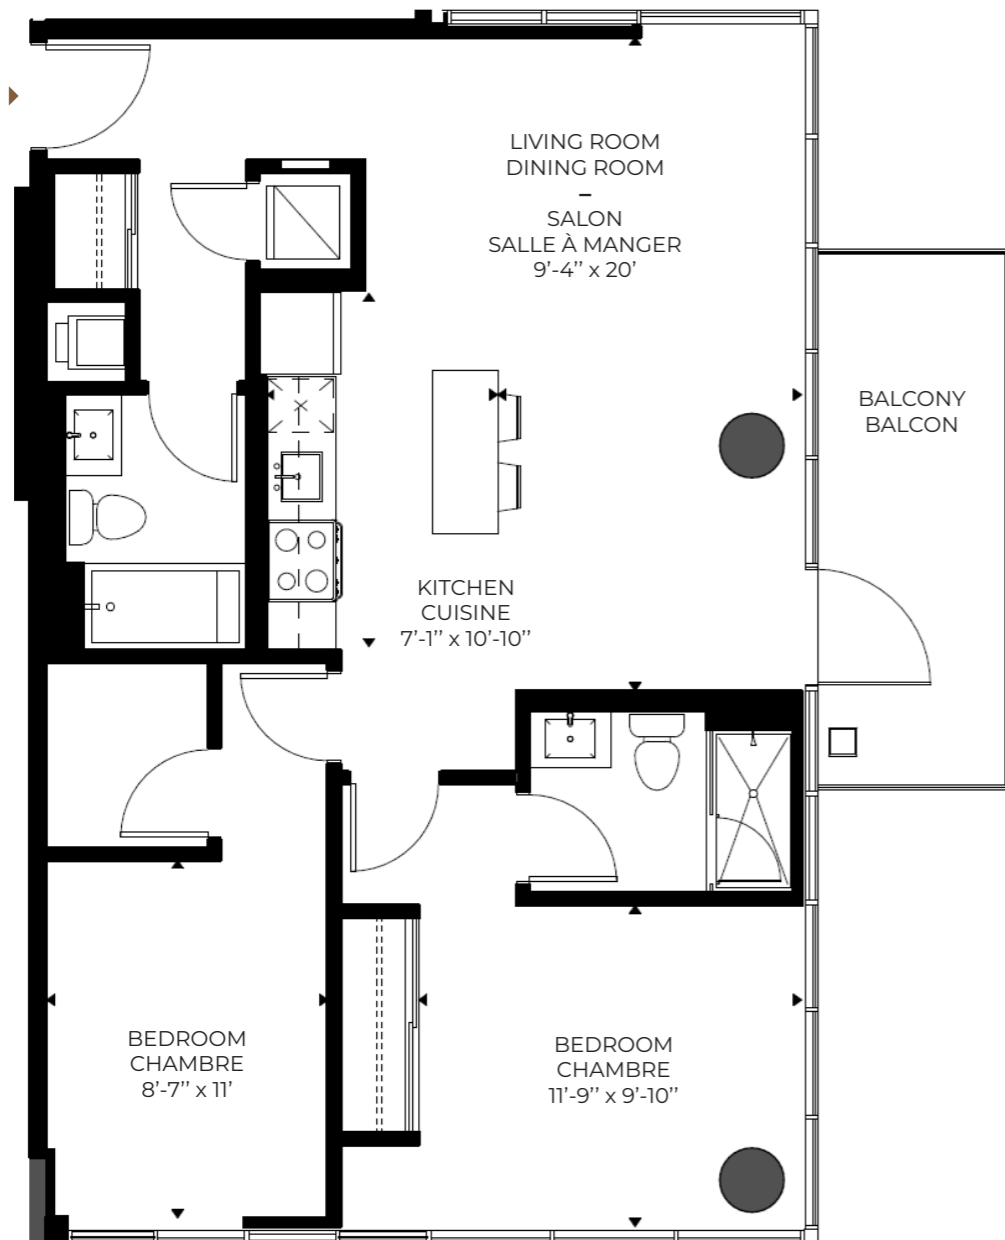 LIVING ROOM
DINING ROOM
–
SALON
SALLE À MANGER
9’-4’’ x 20’
BALCONY
BALCON
KITCHEN
CUISINE
7’-1’’ x 10’-10’’
BEDROOM
CHAMBRE
8’-7’’ x 11’
BEDROOM
CHAMBRE
11’-9’’ x 9’-10’’